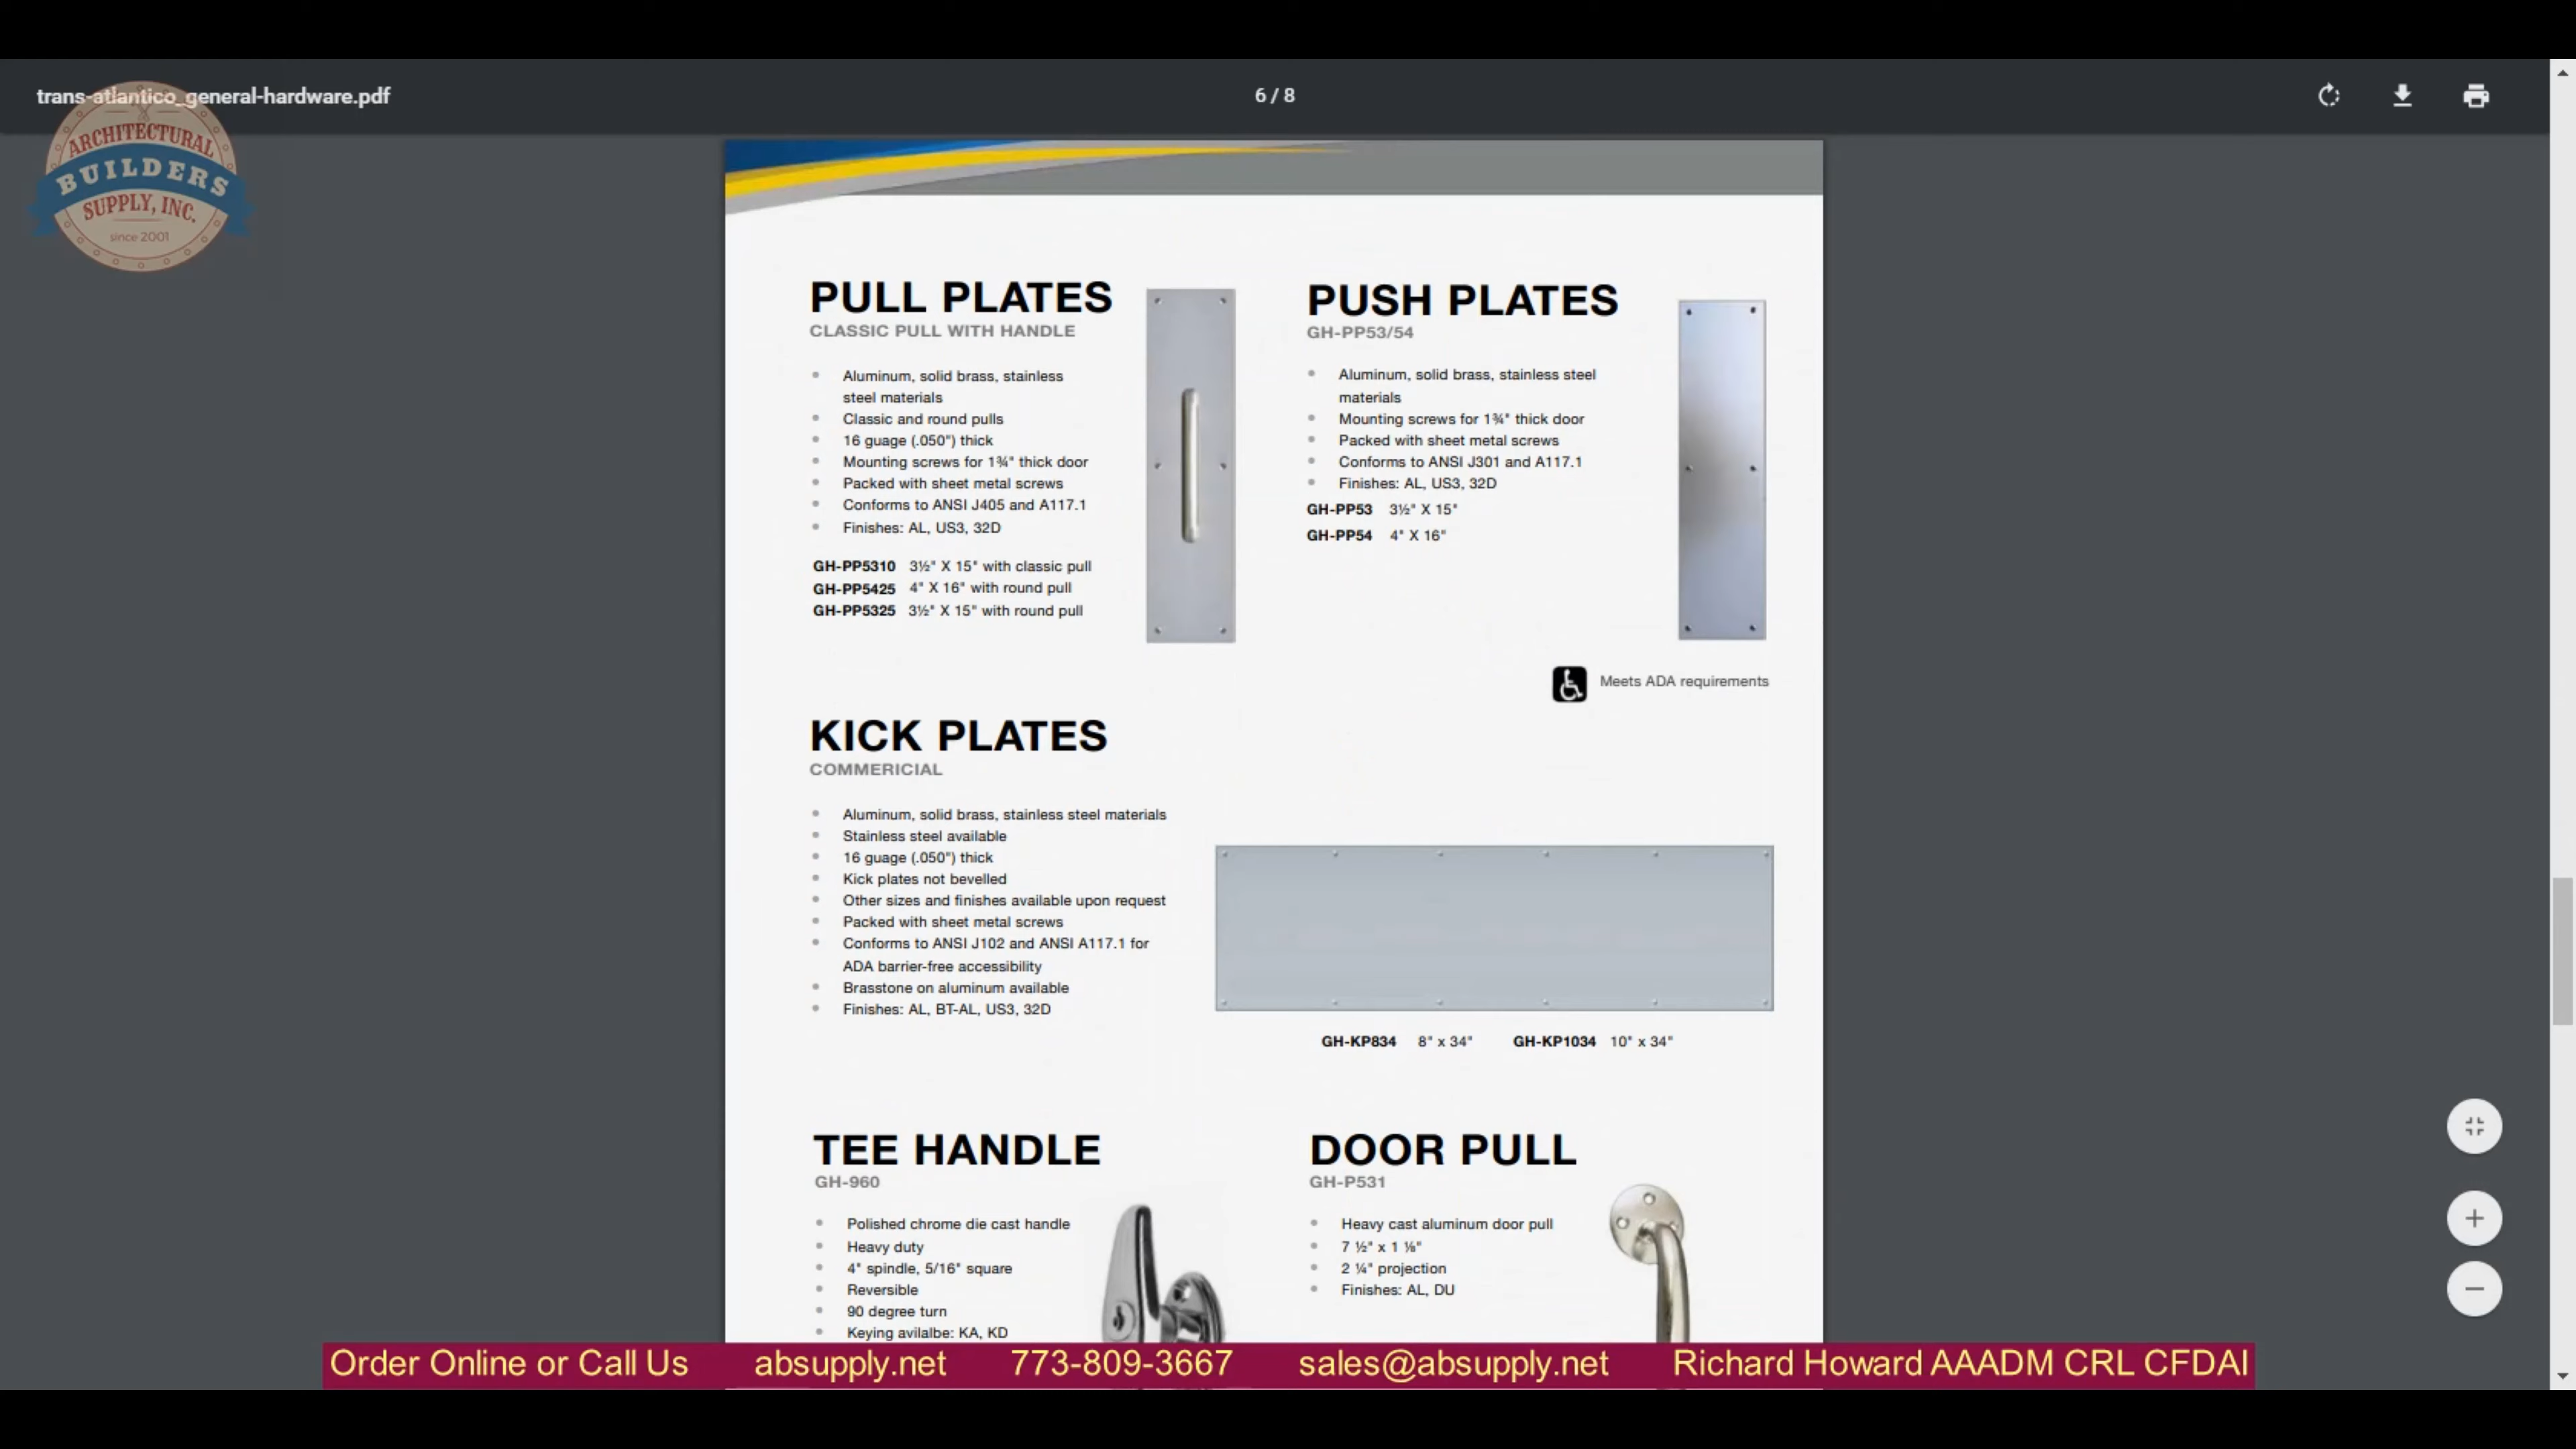 trans-atlantico_general-hardware.pdf
6 / 8
ARCHITECTURAL
BUILDERS
SUPPLY, INC.
since 2001
PULL PLATES
CLASSIC PULL WITH HANDLE
Aluminum, solid brass, stainless
steel materials
Classic and round pulls
16 guage (.050") thick
Mounting screws for 1¾" thick door
Packed with sheet metal screws
Conforms to ANSI J405 and A117.1
Finishes: AL, US3, 32D
GH-PP5310 3½" X 15" with classic pull
GH-PP5425 4" X 16" with round pull
GH-PP5325 3½" X 15" with round pull
PUSH PLATES
GH-PP53/54
Aluminum, solid brass, stainless steel
materials
Mounting screws for 1¾" thick door
Packed with sheet metal screws
Conforms to ANSI J301 and A117.1
Finishes: AL, US3, 32D
GH-PP53 3½" X 15"
GH-PP54 4" X 16"
Meets ADA requirements
KICK PLATES
COMMERICIAL
Aluminum, solid brass, stainless steel materials
Stainless steel available
16 guage (.050") thick
Kick plates not bevelled
Other sizes and finishes available upon request
Packed with sheet metal screws
Conforms to ANSI J102 and ANSI A117.1 for
ADA barrier-free accessibility
Brasstone on aluminum available
Finishes: AL, BT-AL, US3, 32D
GH-KP834 8" x 34" GH-KP1034 10" x 34"
TEE HANDLE
GH-960
Polished chrome die cast handle
Heavy duty
4" spindle, 5/16" square
Reversible
90 degree turn
Keying avilalbe: KA, KD
DOOR PULL
GH-P531
Heavy cast aluminum door pull
7 ½" x 1 ⅛"
2 ¼" projection
Finishes: AL, DU
Order Online or Call Us absupply.net 773-809-3667 sales@absupply.net Richard Howard AAADM CRL CFDAI